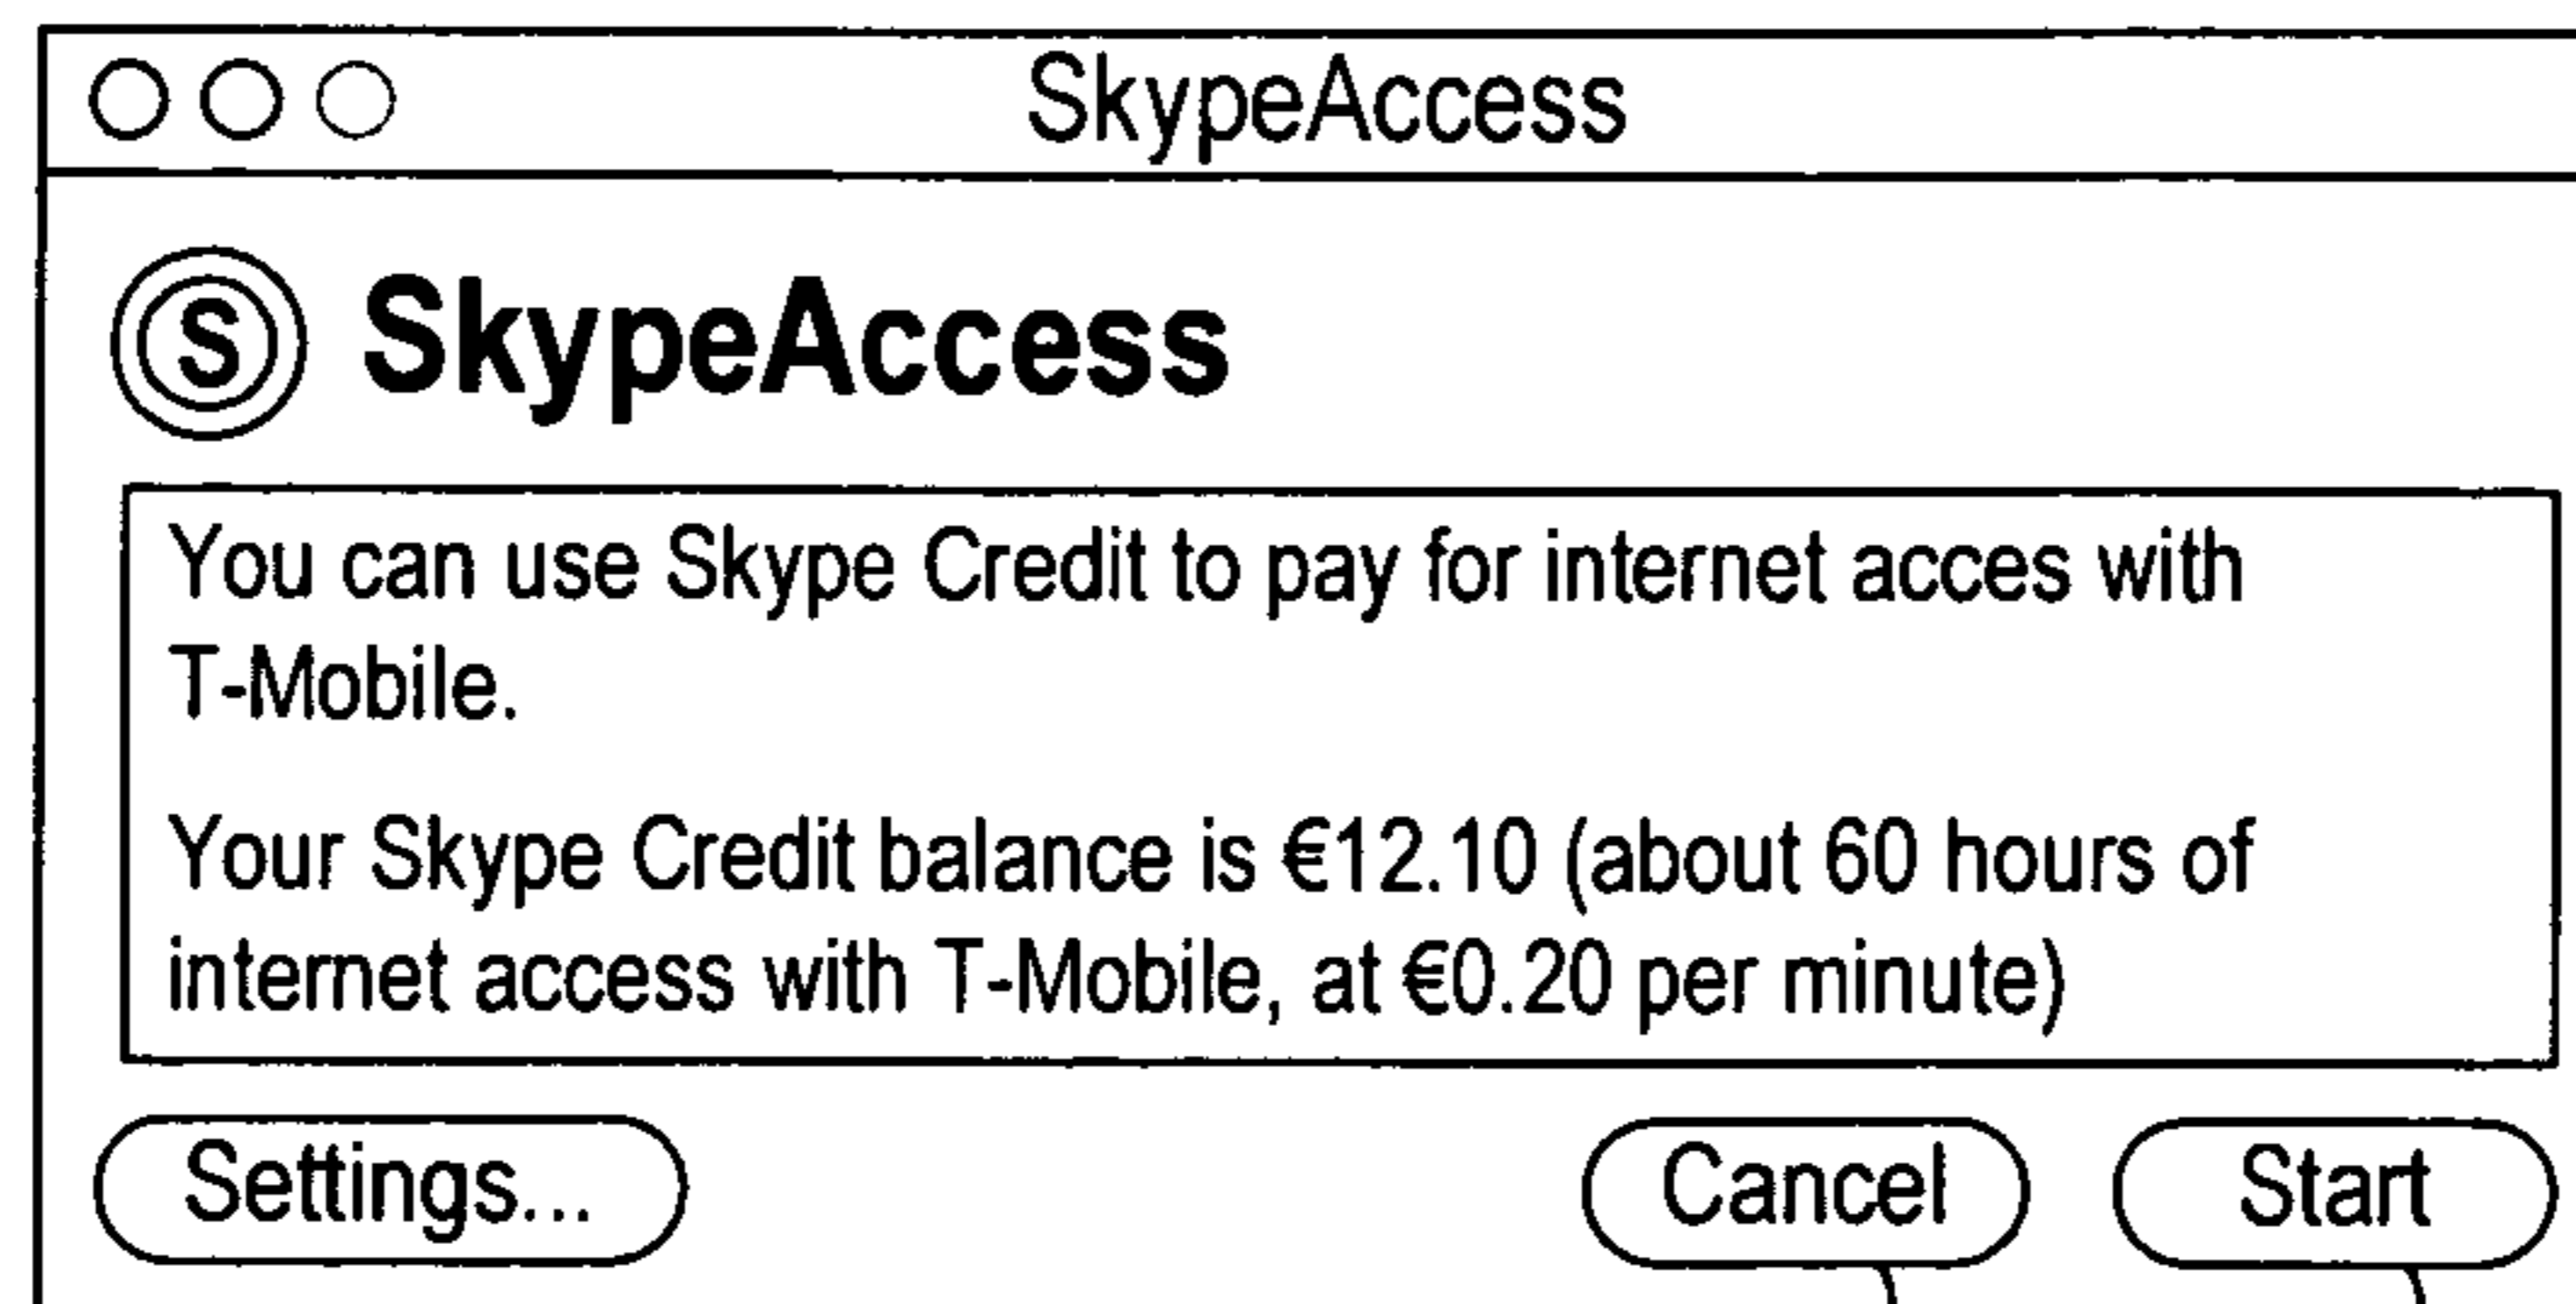 SkypeAccess
S SkypeAccess
You can use Skype Credit to pay for internet acces with
T-Mobile.
Your Skype Credit balance is €12.10 (about 60 hours of
internet access with T-Mobile, at €0.20 per minute)
Settings... Cancel Start